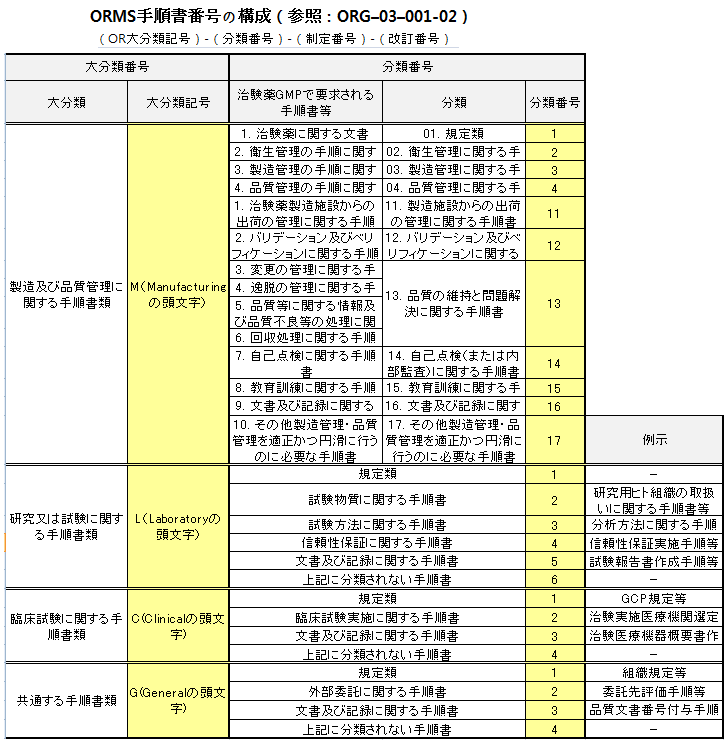 ORMS手順書番号の構成（参照：ORG–03–001-02）
（OR大分類記号）-（分類番号）-（制定番号）-（改訂番号）
大分類番号
分類番号
大分類
大分類記号
治験薬GMPで要求される
手順書等
分類
分類番号
製造及び品質管理に
関する手順書類
M（Manufacturing
の頭文字）
1. 治験薬に関する文書
01. 規定類
1
2. 衛生管理の手順に関す
02. 衛生管理に関する手
2
3. 製造管理の手順に関す
03. 製造管理に関する手
3
4. 品質管理の手順に関す
04. 品質管理に関する手
4
1. 治験薬製造施設からの
出荷の管理に関する手順
11. 製造施設からの出荷
の管理に関する手順書
11
2. バリデーション及びベリ
フィケーションに関する手順
12. バリデーション及びベ
リフィケーションに関する
12
3. 変更の管理に関する手
4. 逸脱の管理に関する手
5. 品質等に関する情報及
び品質不良等の処理に関
6. 回収処理に関する手順
13. 品質の維持と問題解
決に関する手順書
13
7. 自己点検に関する手順
書
14. 自己点検（または内
部監査）に関する手順書
14
8. 教育訓練に関する手順
15. 教育訓練に関する手
15
9. 文書及び記録に関する
16. 文書及び記録に関す
16
10. その他製造管理・品質
管理を適正かつ円滑に行う
のに必要な手順書
17. その他製造管理・品
質管理を適正かつ円滑に
行うのに必要な手順書
17
例示
研究又は試験に関す
る手順書類
L（Laboratoryの
頭文字）
規定類
1
–
試験物質に関する手順書
2
研究用ヒト組織の取扱
いに関する手順書等
試験方法に関する手順書
3
分析方法に関する手順
信頼性保証に関する手順書
4
信頼性保証実施手順等
文書及び記録に関する手順書
5
試験報告書作成手順等
上記に分類されない手順書
6
–
臨床試験に関する手
順書類
C(Clinicalの頭文
字）
規定類
1
GCP規定等
臨床試験実施に関する手順書
2
治験実施医療機関選定
文書及び記録に関する手順書
3
治験医療機器概要書作
上記に分類されない手順書
4
–
共通する手順書類
G(Generalの頭文
字）
規定類
1
組織規定等
外部委託に関する手順書
2
委託先評価手順等
文書及び記録に関する手順書
3
品質文書番号付与手順
上記に分類されない手順書
4
–